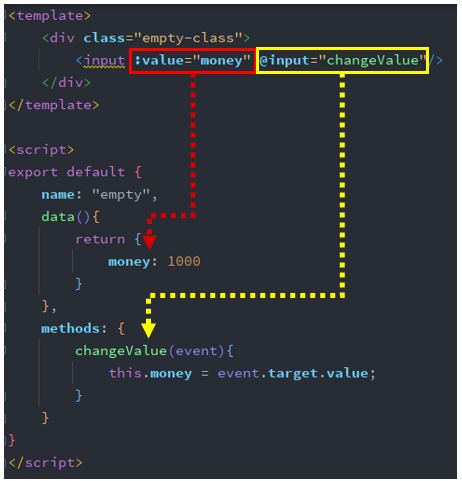 <template>
<div class="empty-class">
<input :value="money" @input="changeValue"/>
</div>
</template>
<script>
export default {
name: "empty",
data(){
return {
money: 1000
}
},
methods: {
changeValue(event){
this.money = event.target.value;
}
}
}
</script>